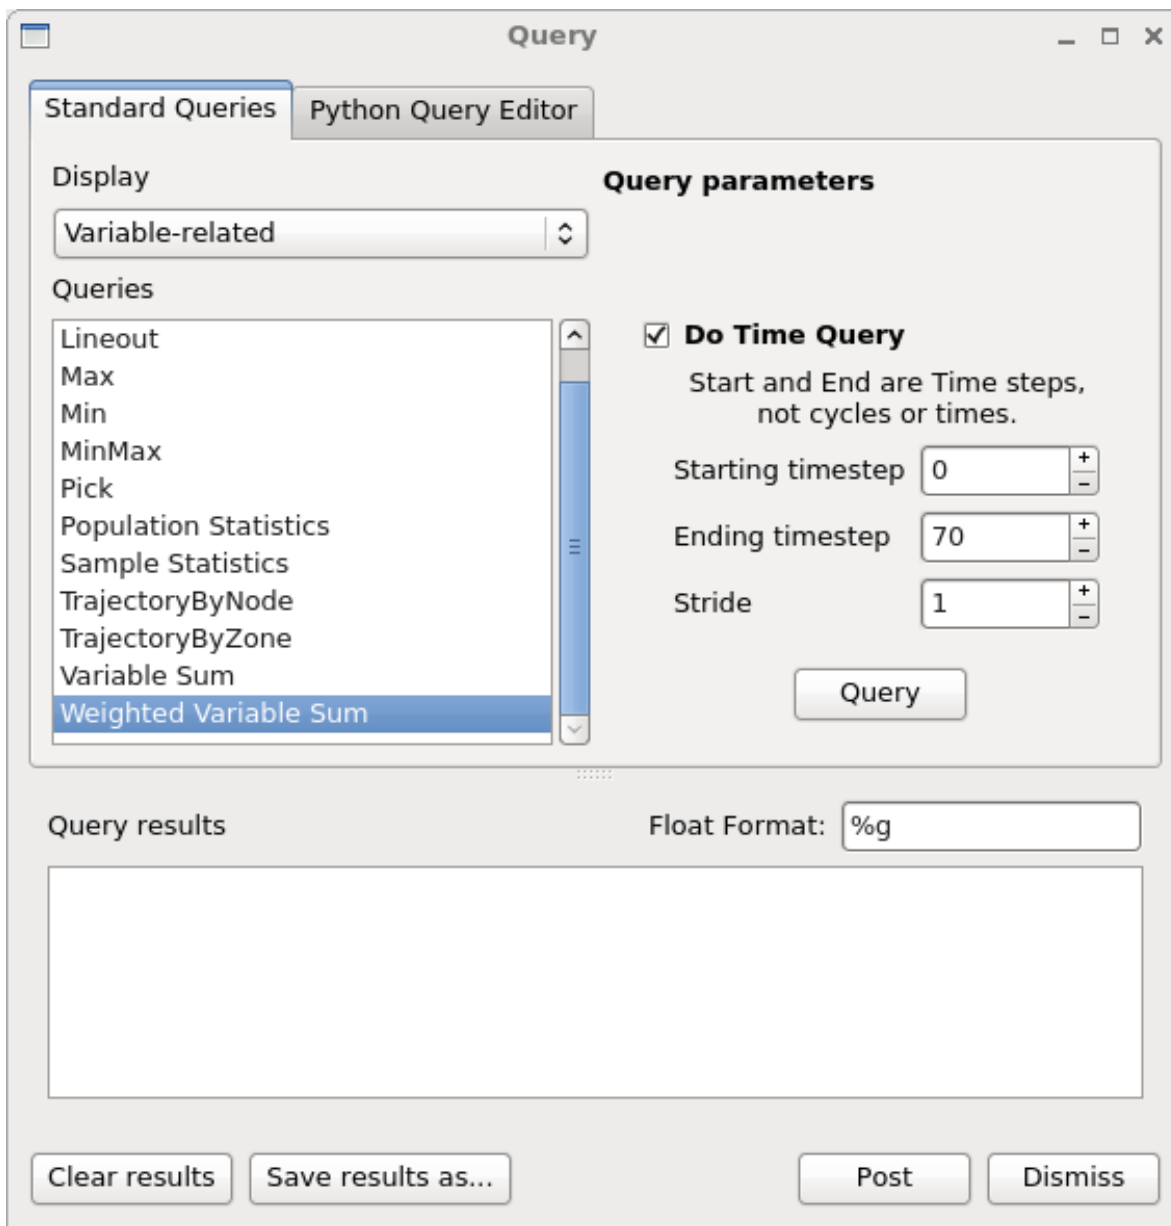 Query
Standard Queries
Python Query Editor
Display
Query parameters
Variable-related
Queries
Lineout
Max
Min
MinMax
Pick
Population Statistics
Sample Statistics
TrajectoryByNode
TrajectoryByZone
Variable Sum
Weighted Variable Sum
Do Time Query
Start and End are Time steps,
not cycles or times.
Starting timestep 0
Ending timestep 70
Stride 1
Query
Query results
Float Format: %g
Clear results
Save results as...
Post
Dismiss